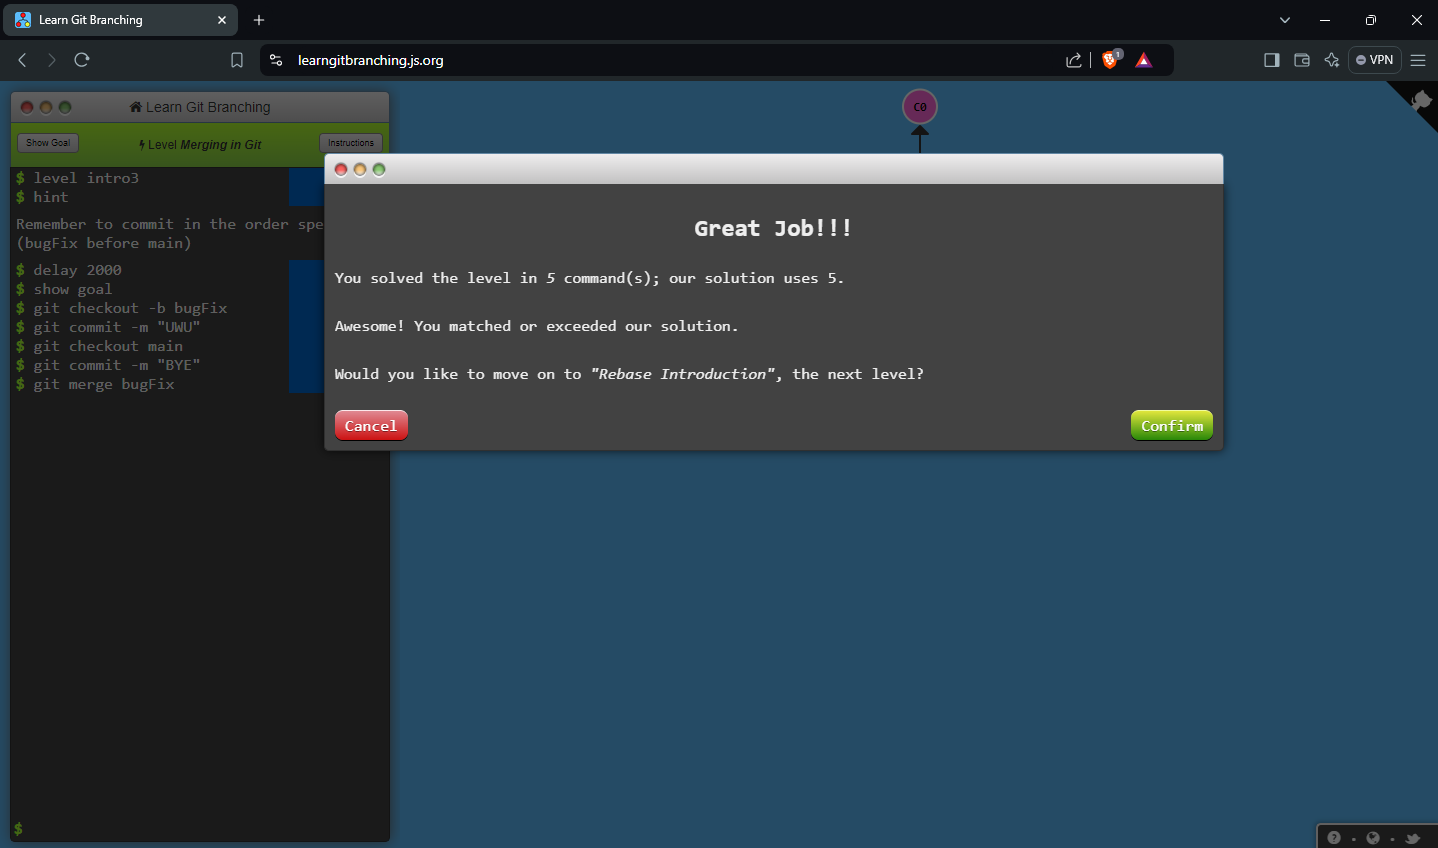 Learn Git Branching
learngitbranching.js.org
1
VPN
Learn Git Branching
Show Goal
Level Merging in Git
Instructions
$ level intro3
$ hint
Remember to commit in the order spe
(bugFix before main)
$ delay 2000
$ show goal
$ git checkout -b bugFix
$ git commit -m "UWU"
$ git checkout main
$ git commit -m "BYE"
$ git merge bugFix
$
C0
Great Job!!!
You solved the level in 5 command(s); our solution uses 5.
Awesome! You matched or exceeded our solution.
Would you like to move on to "Rebase Introduction", the next level?
Cancel
Confirm